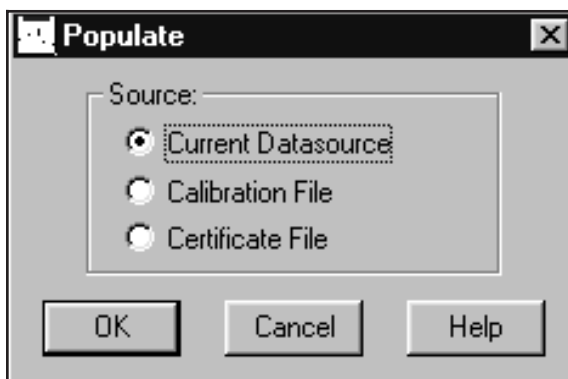 Populate
Source:
Current Datasource
Calibration File
Certificate File
OK Cancel Help